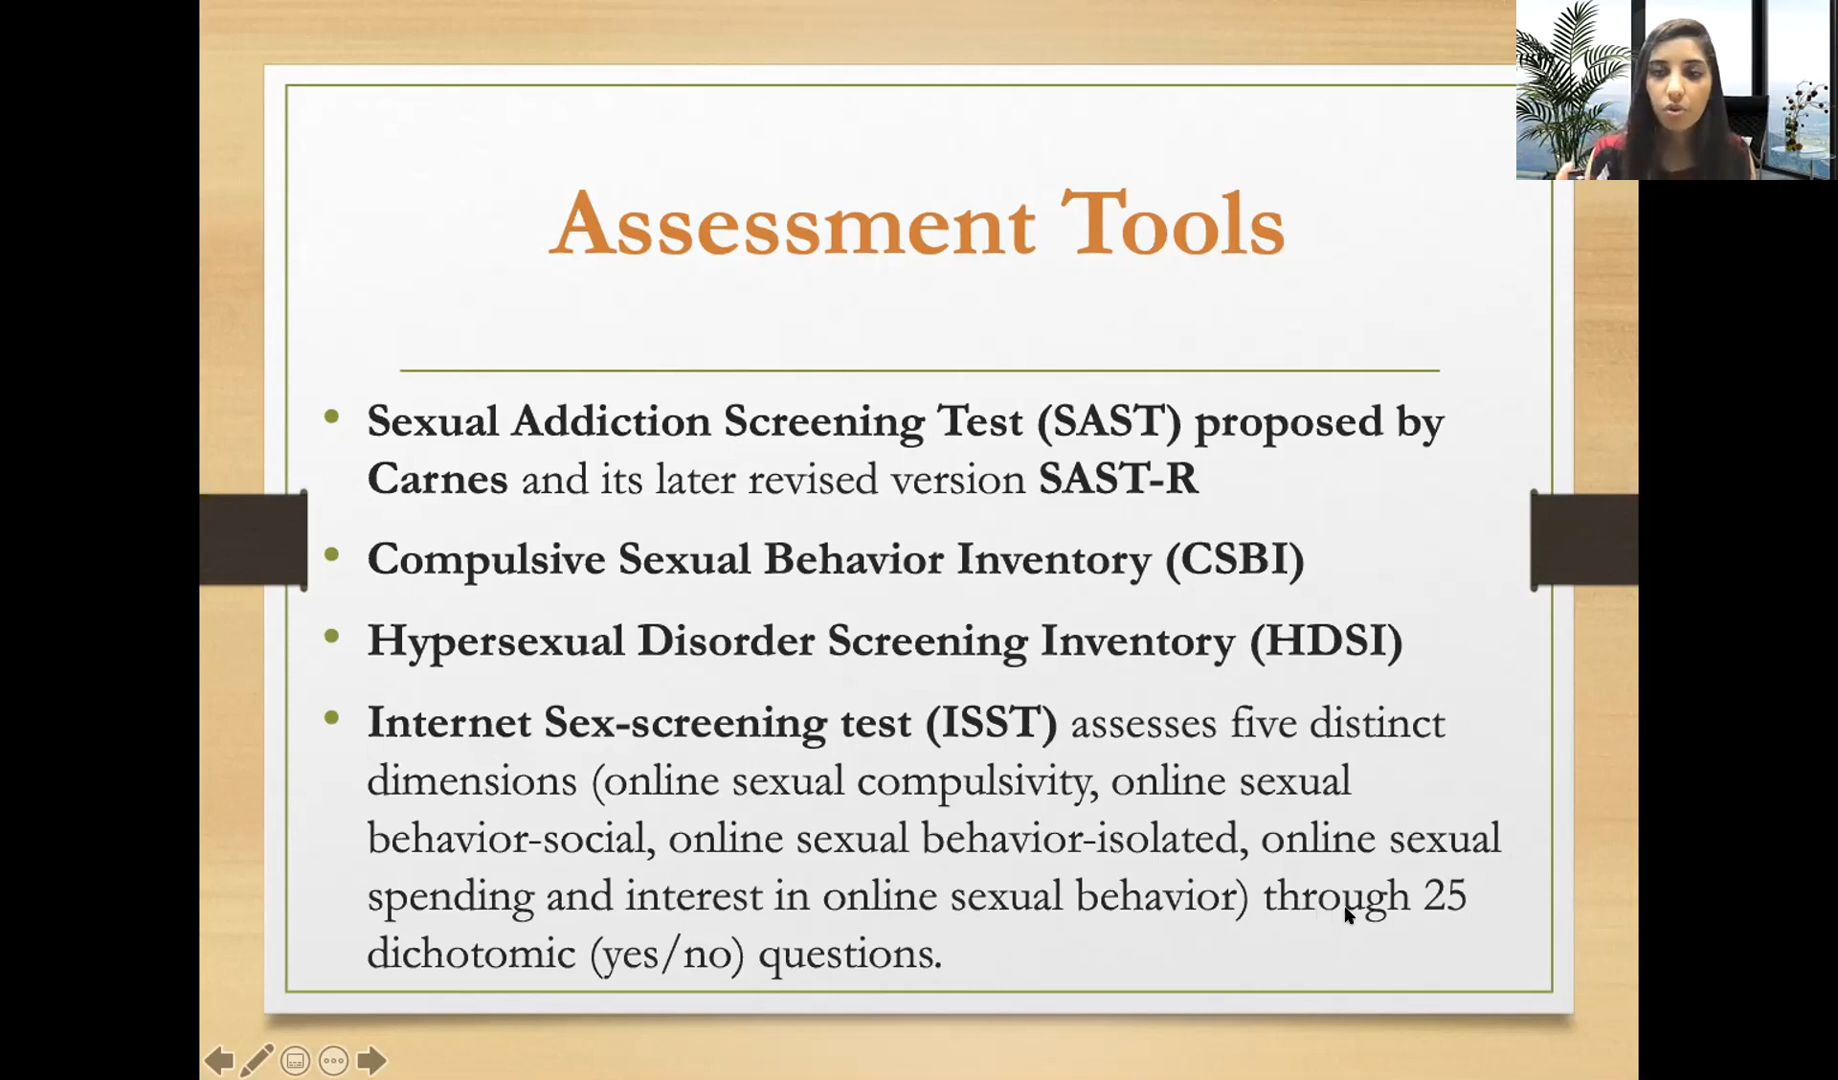 Assessment Tools
• Sexual Addiction Screening Test (SAST) proposed by
Carnes and its later revised version SAST-R
• Compulsive Sexual Behavior Inventory (CSBI)
• Hypersexual Disorder Screening Inventory (HDSI)
• Internet Sex-screening test (ISST) assesses five distinct
dimensions (online sexual compulsivity, online sexual
behavior-social, online sexual behavior-isolated, online sexual
spending and interest in online sexual behavior) through 25
dichotomic (yes/no) questions.